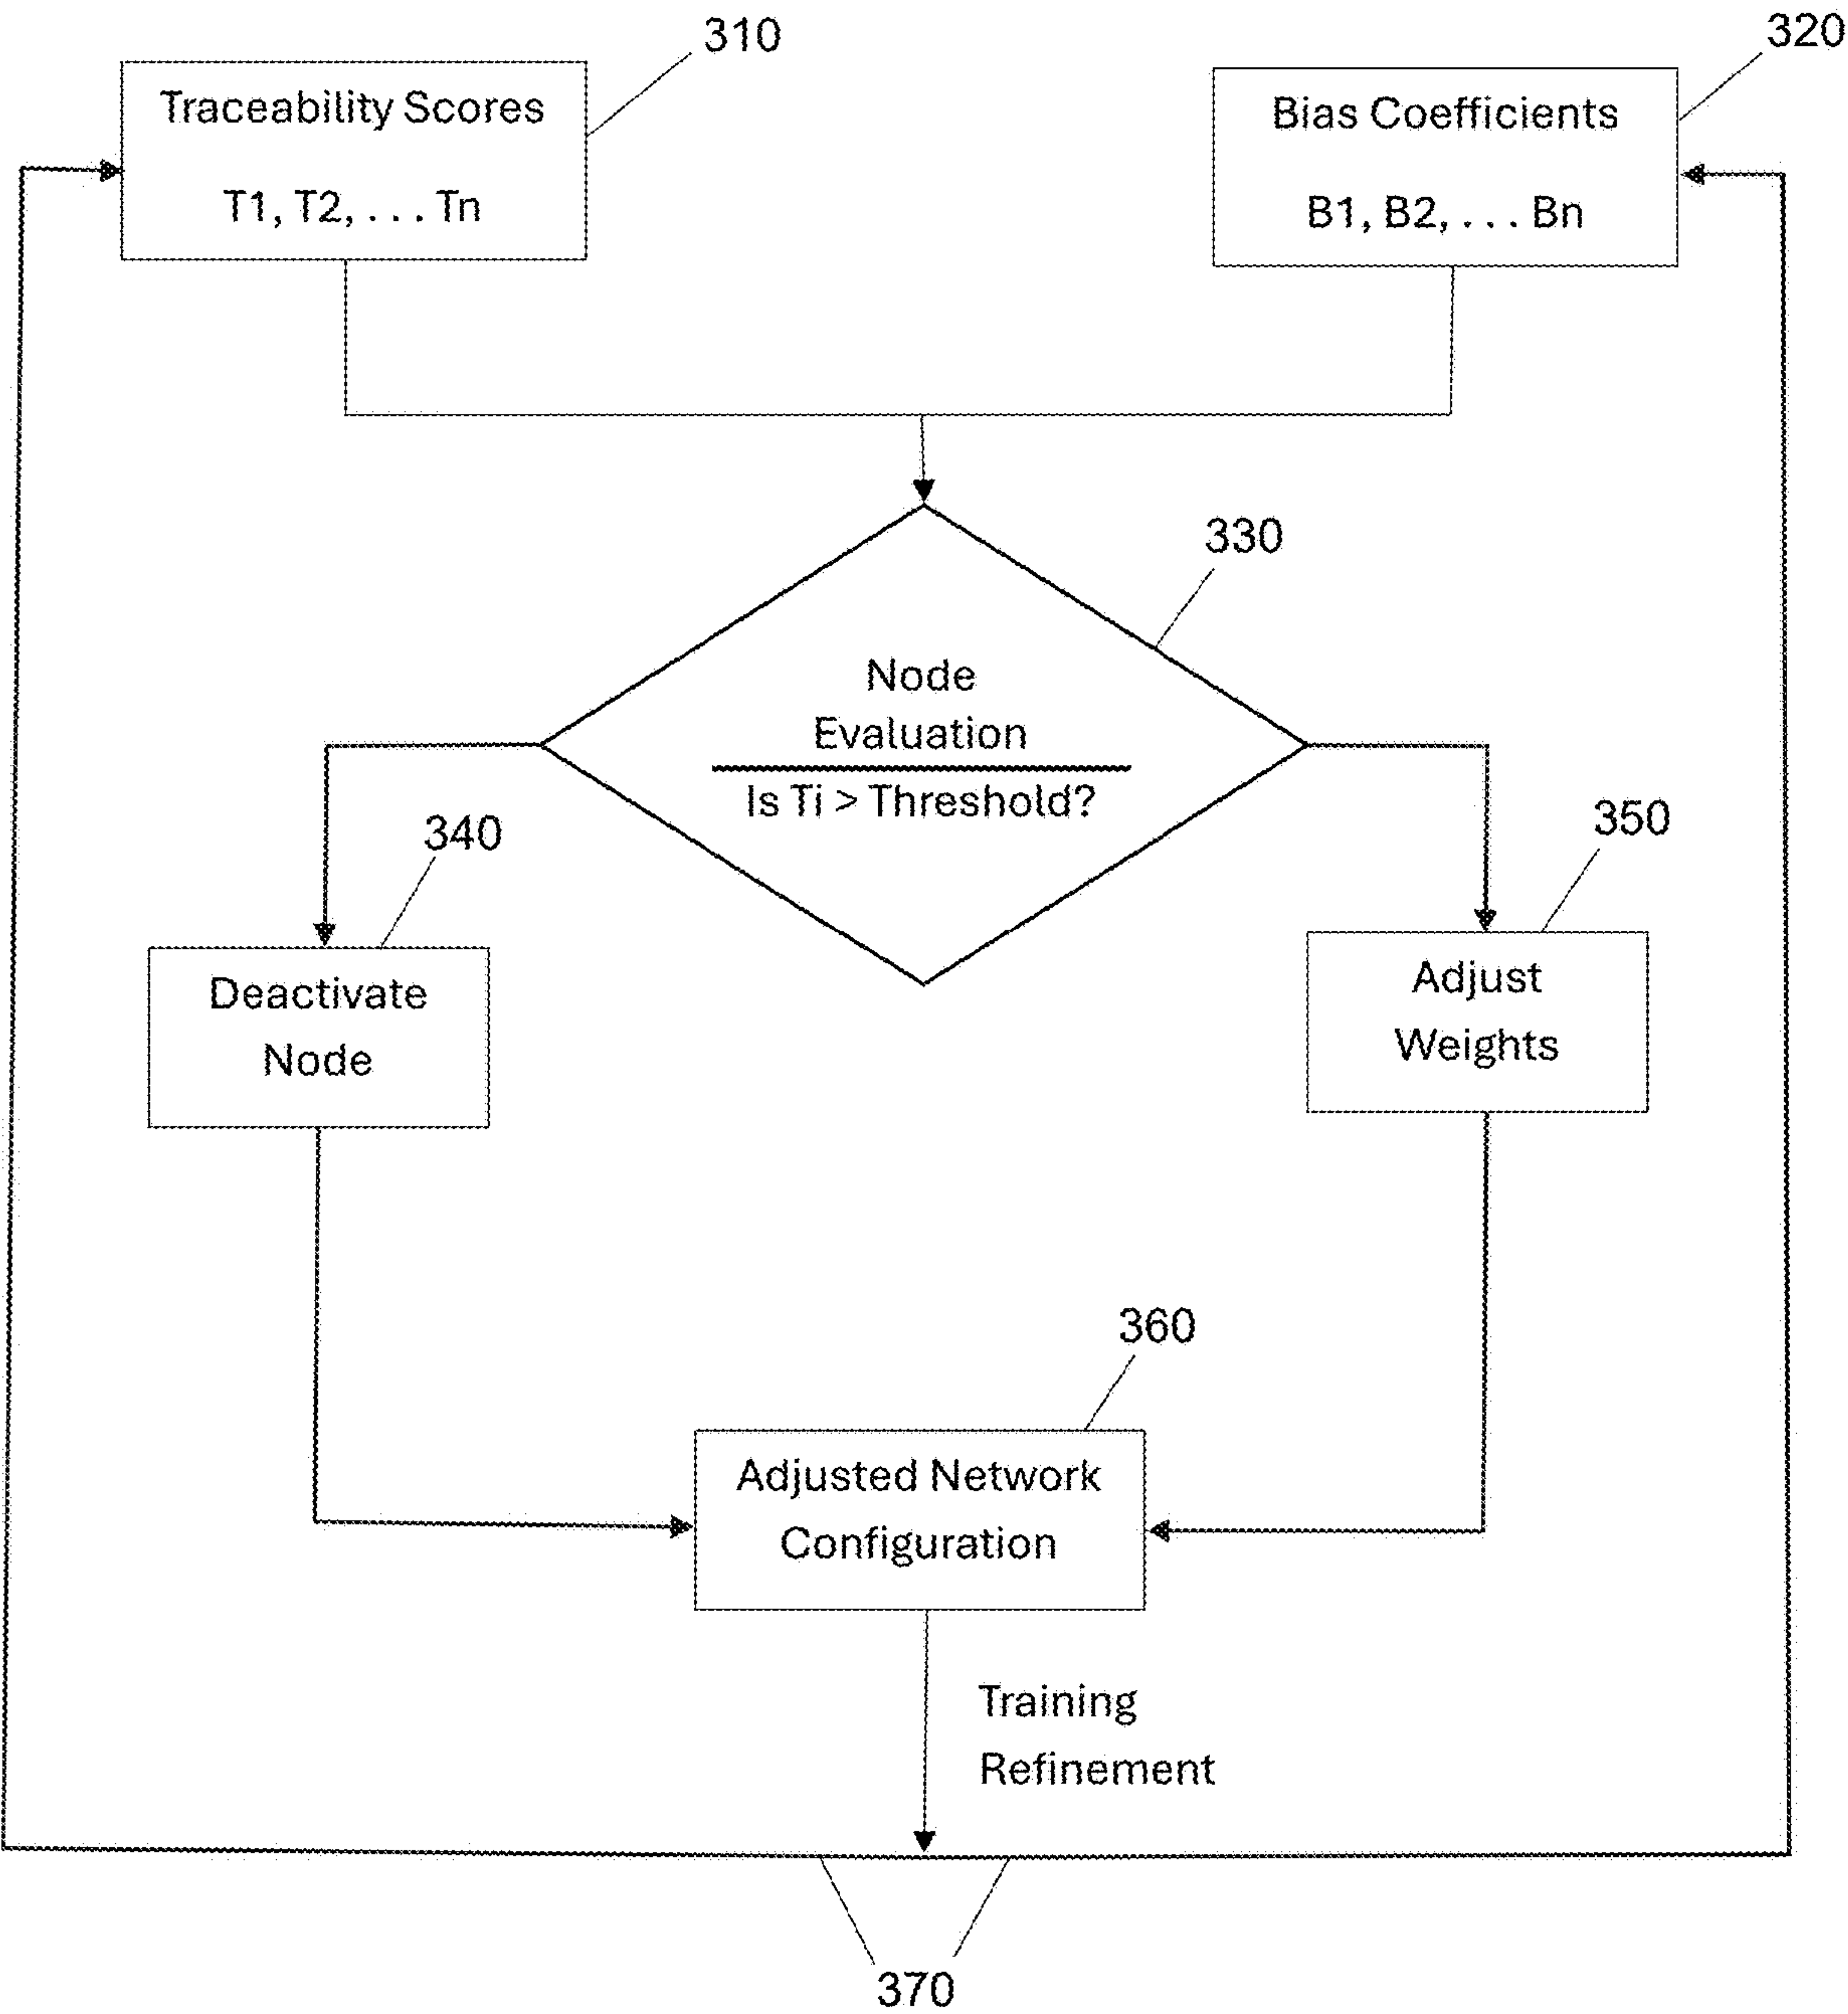 310
320
Traceability Scores
T1, T2, . . . Tn
Bias Coefficients
B1, B2, . . . Bn
330
Node
Evaluation
Is Ti > Threshold?
340
350
Deactivate
Node
Adjust
Weights
360
Adjusted Network
Configuration
Training
Refinement
370